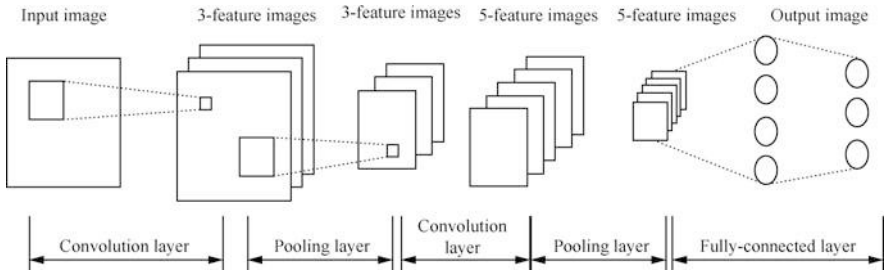 Input image
3-feature images
3-feature images
5-feature images
5-feature images
Output image
Convolution layer
Pooling layer
Convolution
layer
Pooling layer
Fully-connected layer